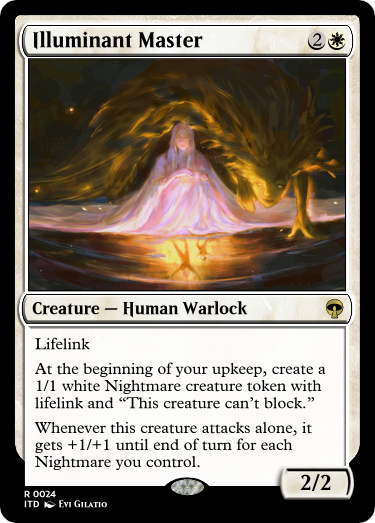 Illuminant Master 2
Creature — Human Warlock
Lifelink
At the beginning of your upkeep, create a
1/1 white Nightmare creature token with
lifelink and “This creature can’t block.”
Whenever this creature attacks alone, it
gets +1/+1 until end of turn for each
Nightmare you control.
2/2
R 0024
ITD Evi Gilatio